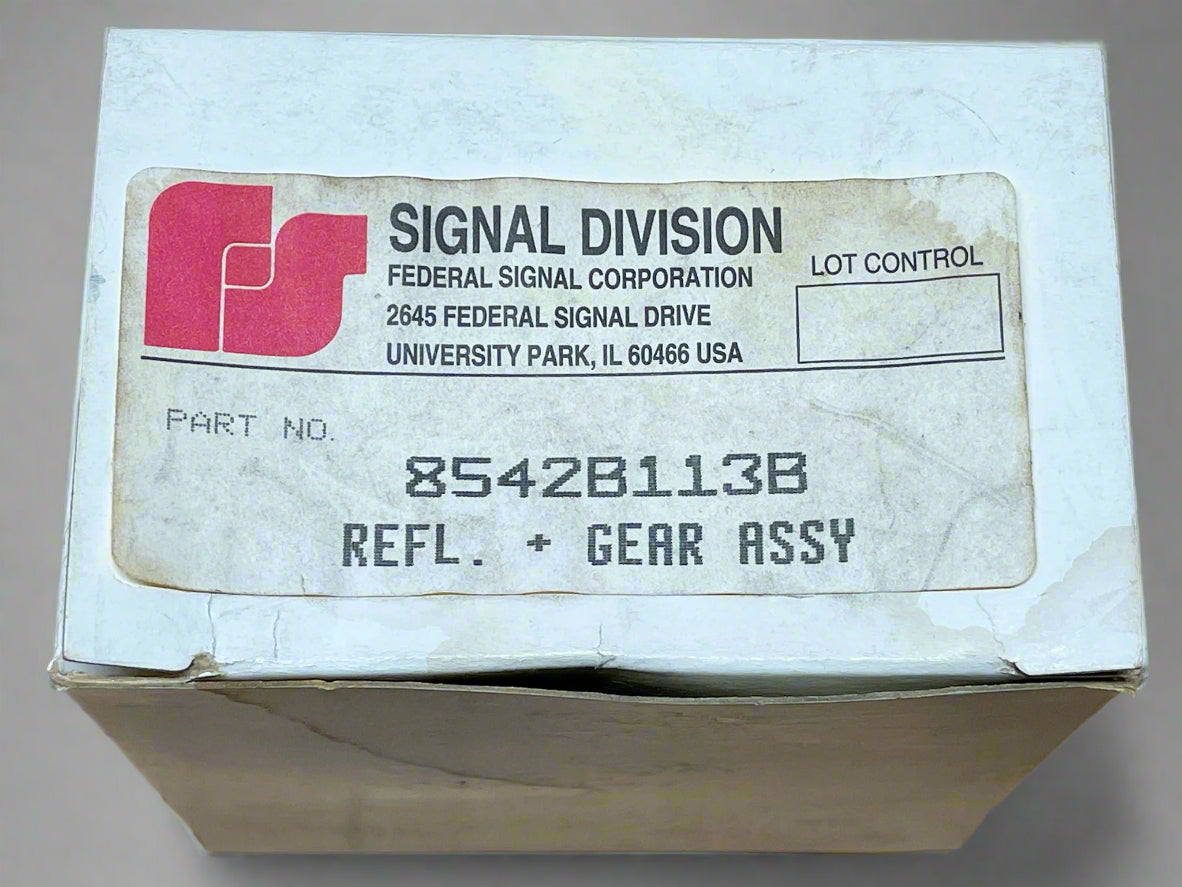 SIGNAL DIVISION
FEDERAL SIGNAL CORPORATION
2645 FEDERAL SIGNAL DRIVE
UNIVERSITY PARK, IL 60466 USA
LOT CONTROL
PART NO.
8542B113B
REFL. + GEAR ASSY